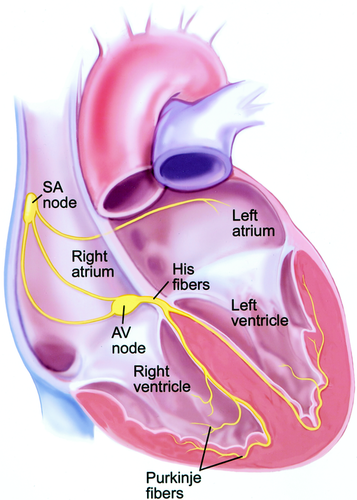 SA
node
Left
atrium
Right
atrium
His
fibers
Left
ventricle
AV
node
Right
ventricle
Purkinje
fibers